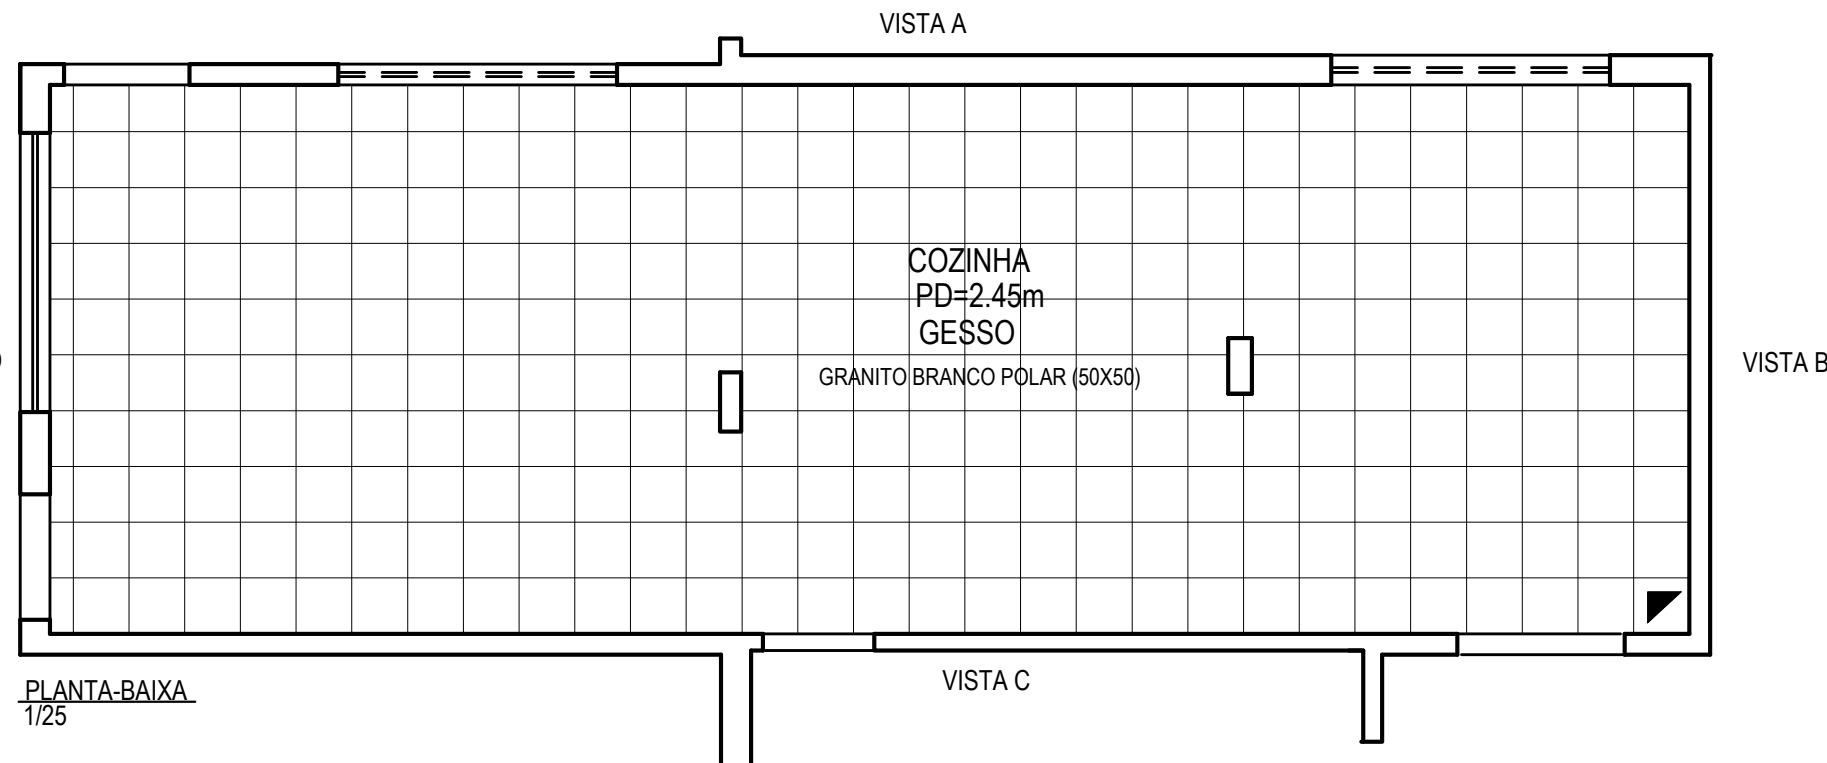 VISTA A
COZINHA
PD=2.45m
GESSO
GRANITO BRANCO POLAR (50X50)
VISTA B
VISTA C
PLANTA-BAIXA
1/25